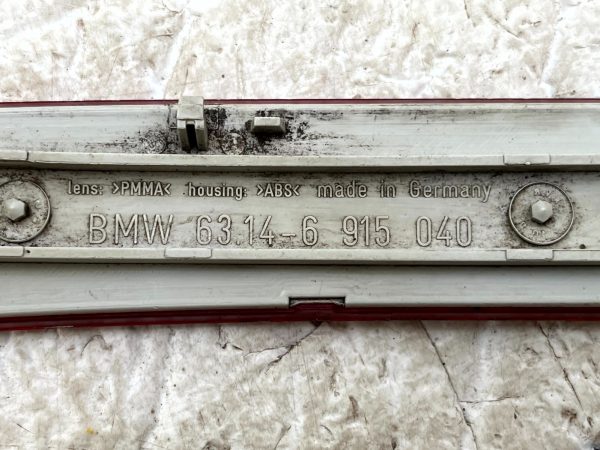 lens: >PMMA< housing: >ABS< made in Germany
BMW 63.14-6 915 040